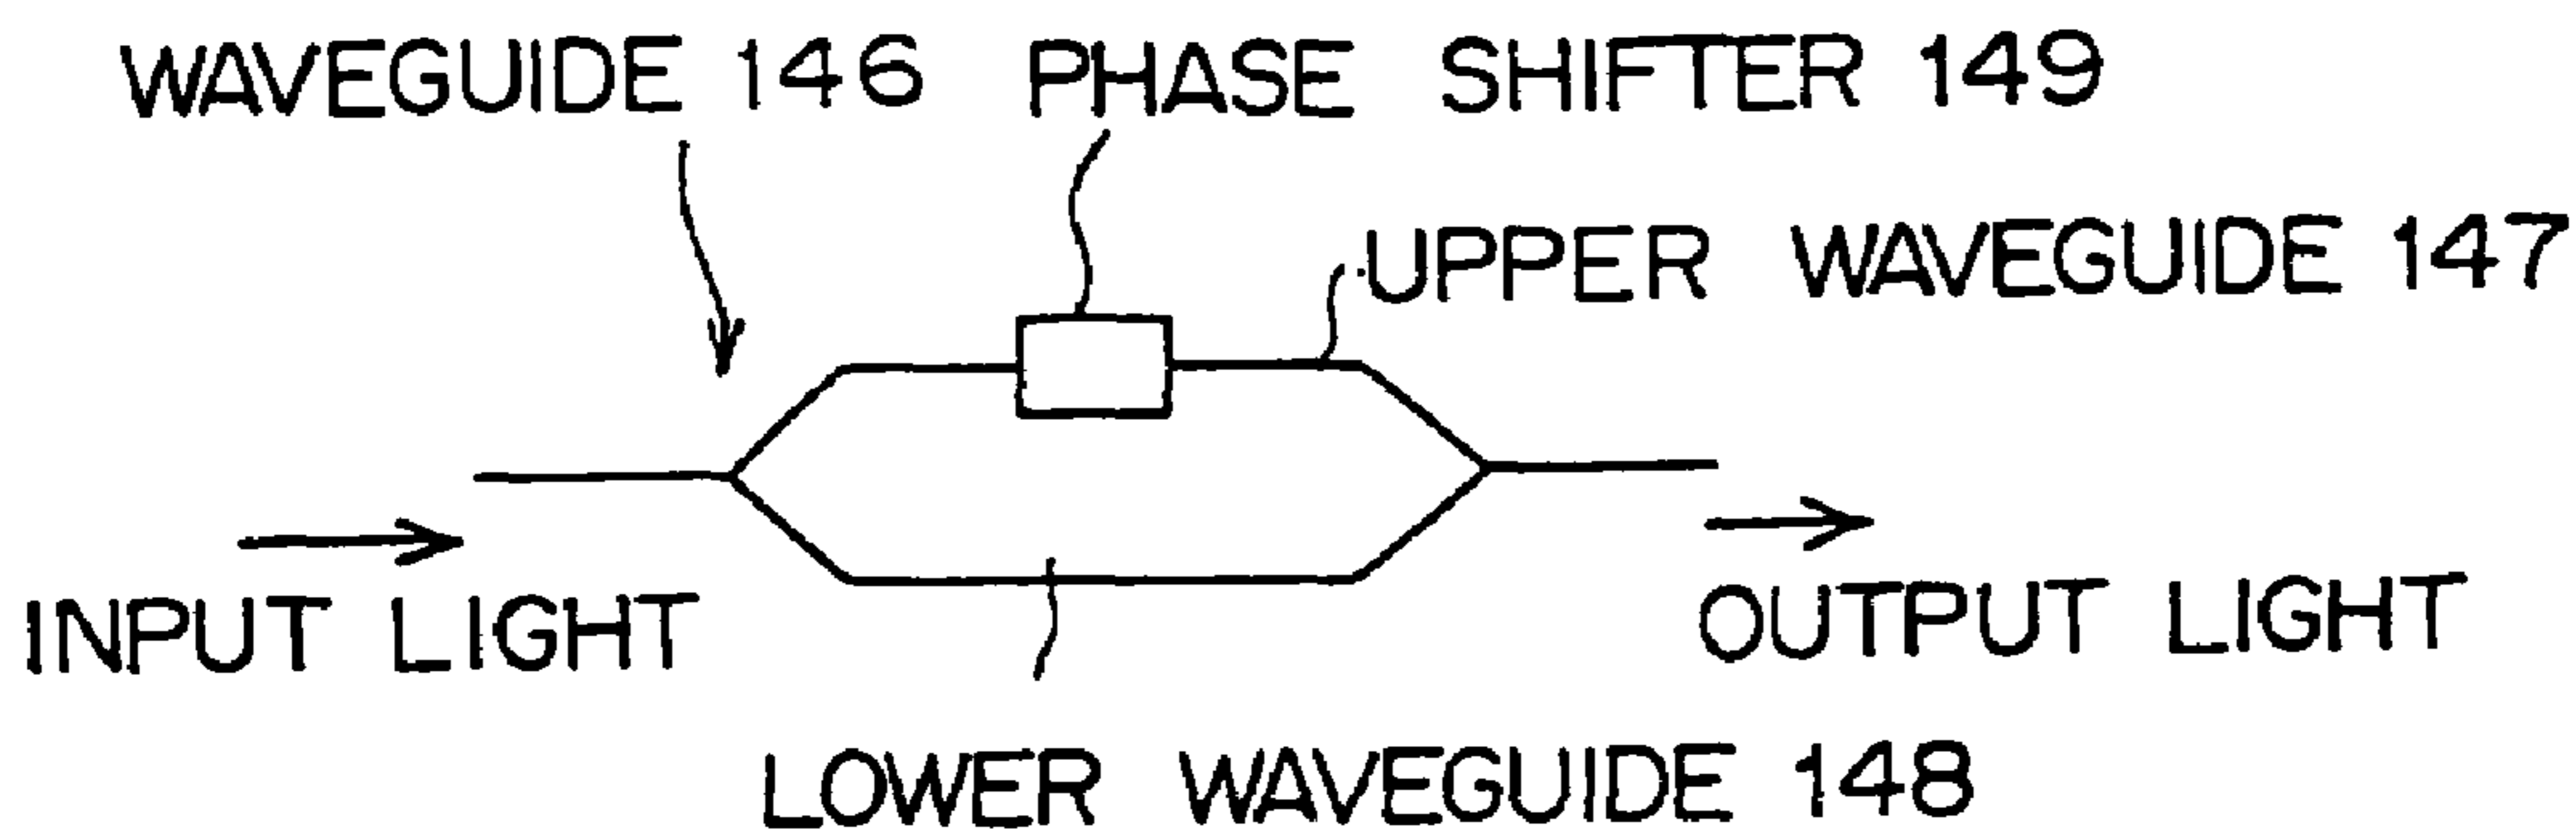 WAVEGUIDE 146 PHASE SHIFTER 149
UPPER WAVEGUIDE 147
INPUT LIGHT
OUTPUT LIGHT
LOWER WAVEGUIDE 148